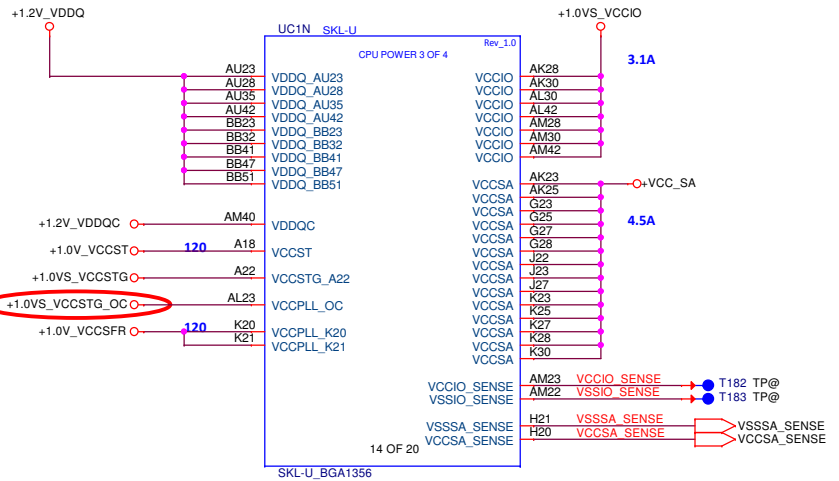 +1.2V_VDDQ
+1.0VS_VCCIO
UC1N SKL-U
Rev_1.0
CPU POWER 3 OF 4
3.1A
AU23 VDDQ_AU23
AU28 VDDQ_AU28
AU35 VDDQ_AU35
AU42 VDDQ_AU42
BB23 VDDQ_BB23
BB32 VDDQ_BB32
BB41 VDDQ_BB41
BB47 VDDQ_BB47
BB51 VDDQ_BB51
VCCIO AK28
VCCIO AK30
VCCIO AL30
VCCIO AL42
VCCIO AM28
VCCIO AM30
VCCIO AM42
VCCSA AK23 +VCC_SA
VCCSA AK25
VCCSA G23
VCCSA G25
VCCSA G27
VCCSA G28
VCCSA J22
VCCSA J23
VCCSA J27
VCCSA K23
VCCSA K25
VCCSA K27
VCCSA K28
VCCSA K30
4.5A
+1.2V_VDDQC AM40 VDDQC
+1.0V_VCCST 120 A18 VCCST
+1.0VS_VCCSTG A22 VCCSTG_A22
+1.0VS_VCCSTG_OC AL23 VCCPLL_OC
+1.0V_VCCSFR 120 K20 VCCPLL_K20
K21 VCCPLL_K21
VCCIO_SENSE AM23 VCCIO_SENSE T182 TP@
VSSIO_SENSE AM22 VSSIO_SENSE T183 TP@
VSSSA_SENSE H21 VSSSA_SENSE VSSSA_SENSE
VCCSA_SENSE H20 VCCSA_SENSE VCCSA_SENSE
14 OF 20
SKL-U_BGA1356